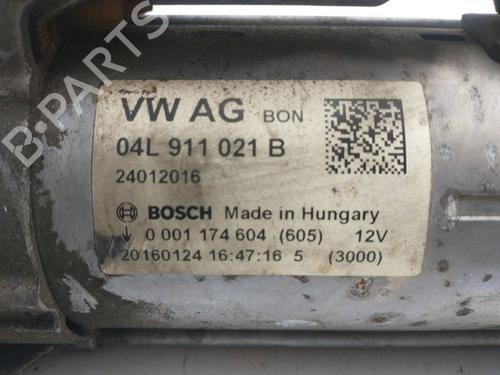 VW AG BON
04L 911 021 B
24012016
BOSCH Made in Hungary
↓ 0 001 174 604 (605) 12V
20160124 16:47:16 5 (3000)
B-PARTS